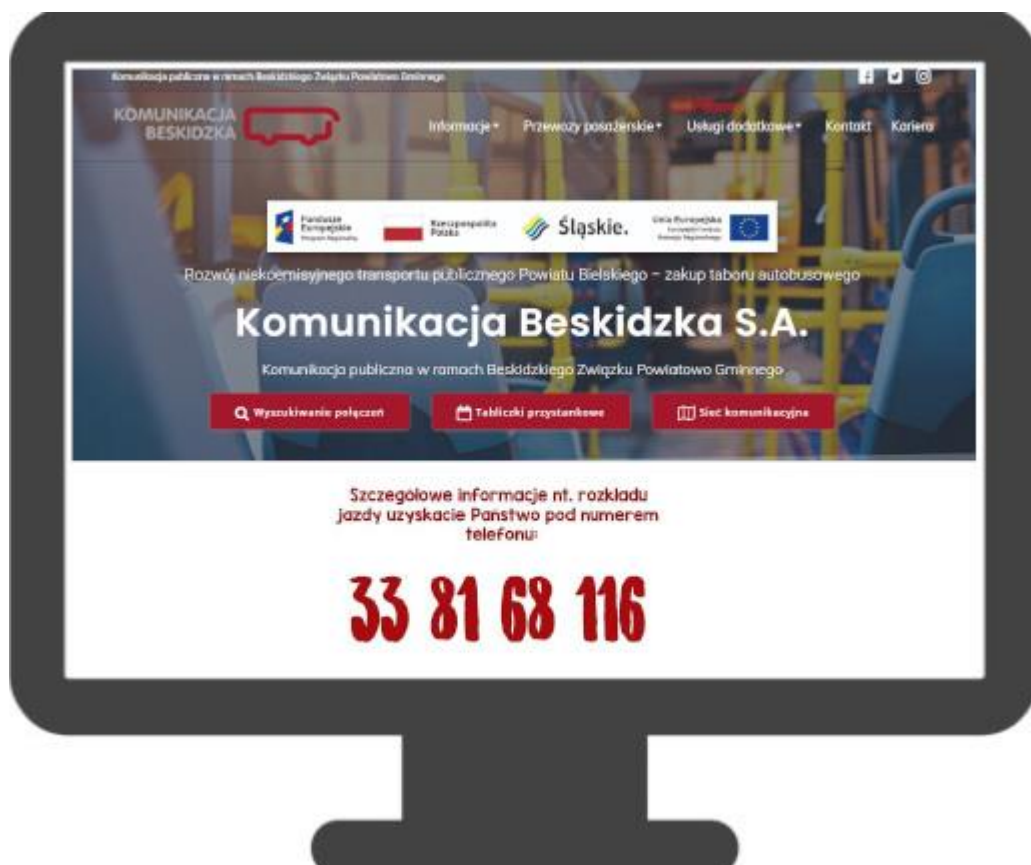 Komunikacja publiczna w ramach Beskidzkiego Związku Powiatowo Gminnego
KOMUNIKACJA
BESKIDZKA
Informacje
Przewozy pasażerskie
Usługi dodatkowe
Kontakt
Kariera
Fundusze
Europejskie
Program Regionalny
Rzeczpospolita
Polska
Śląskie.
Unia Europejska
Rozwój niskoemisyjnego transportu publicznego Powiatu Bielskiego – zakup taboru autobusowego
Komunikacja Beskidzka S.A.
Komunikacja publiczna w ramach Beskidzkiego Związku Powiatowo Gminnego
Wyszukiwanie połączeń
Tabliczki przystankowe
Sieć komunikacyjna
Szczegółowe informacje nt. rozkładu
jazdy uzyskacie Państwo pod numerem
telefonu:
33 81 68 116